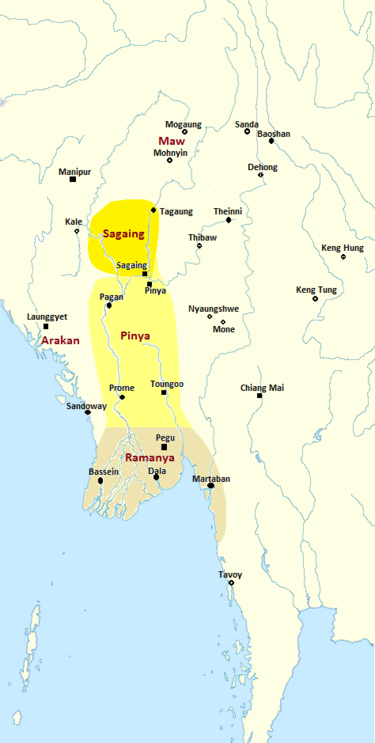 Mogaung
Sanda
Maw
Baoshan
Mohnyin
Manipur
Dehong
Tagaung
Theinni
Kale
Sagaing
Thibaw
Keng Hung
Sagaing
Pinya
Keng Tung
Pagan
Nyaungshwe
Launggyet
Mone
Arakan
Pinya
Prome
Toungoo
Chiang Mai
Sandoway
Pegu
Ramanya
Bassein
Dala
Martaban
Tavoy